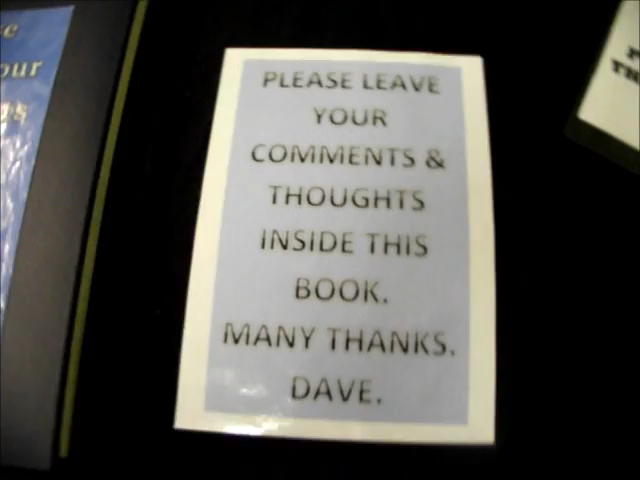 PLEASE LEAVE
YOUR
COMMENTS &
THOUGHTS
INSIDE THIS
BOOK.
MANY THANKS.
DAVE.